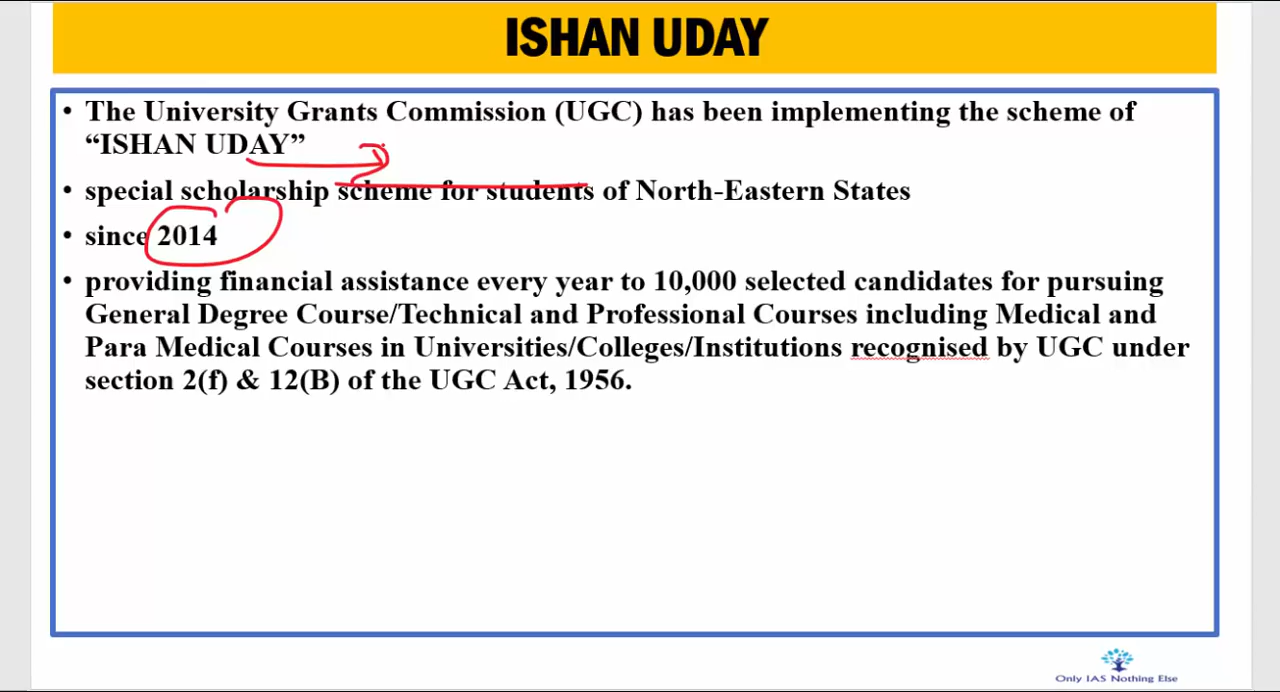 ISHAN UDAY
• The University Grants Commission (UGC) has been implementing the scheme of
“ISHAN UDAY”
• special scholarship scheme for students of North-Eastern States
• since 2014
• providing financial assistance every year to 10,000 selected candidates for pursuing
General Degree Course/Technical and Professional Courses including Medical and
Para Medical Courses in Universities/Colleges/Institutions recognised by UGC under
section 2(f) & 12(B) of the UGC Act, 1956.
Only IAS Nothing Else